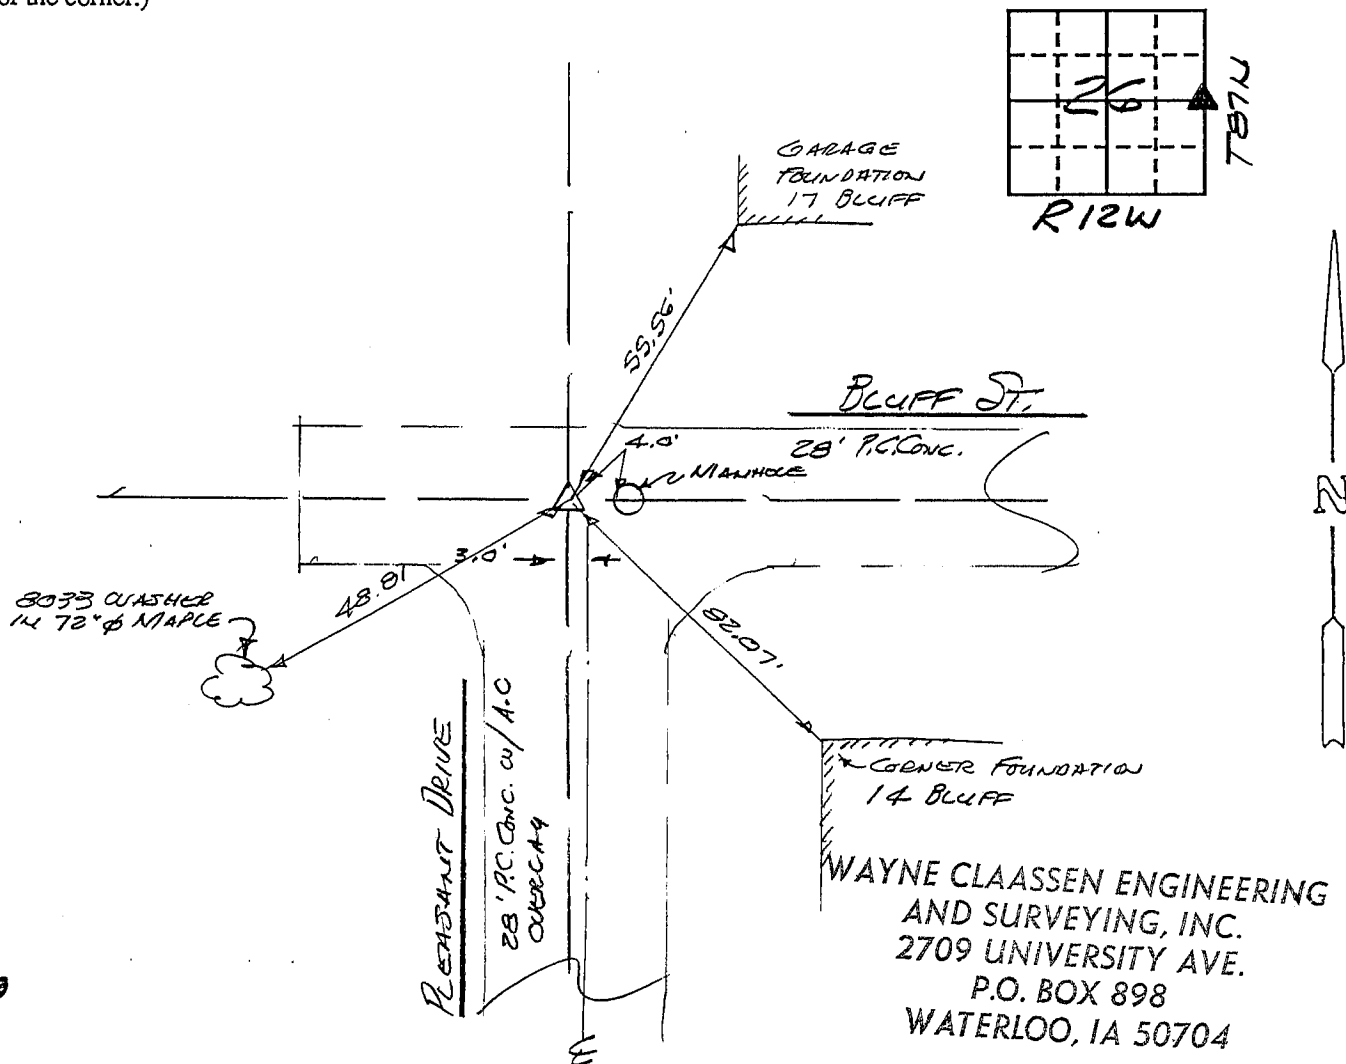 of the corner.)
26
T87N
R12W
GARAGE
FOUNDATION
17 BLUFF
55.56'
BLUFF ST.
28' P.C.CONC.
4.0'
MANHOLE
N
3.0'
48.81
8033 WASHER
IN 72"φ MAPLE
PLEASANT DRIVE
28' P.C. CONC. W/ A.C
OVERLAY
CORNER FOUNDATION
14 BLUFF
WAYNE CLAASSEN ENGINEERING
AND SURVEYING, INC.
2709 UNIVERSITY AVE.
P.O. BOX 898
WATERLOO, IA 50704